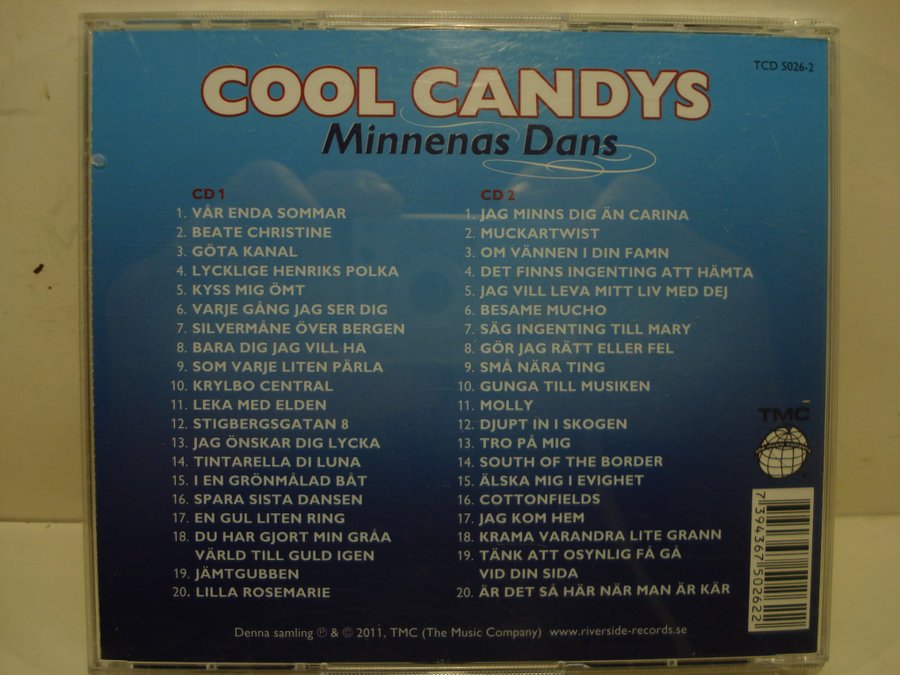 TCD 5026-2
COOL CANDYS
Minnenas Dans
CD 1
1. VÅR ENDA SOMMAR
2. BEATE CHRISTINE
3. GÖTA KANAL
4. LYCKLIGE HENRIKS POLKA
5. KYSS MIG ÖMT
6. VARJE GÅNG JAG SER DIG
7. SILVERMÅNE ÖVER BERGEN
8. BARA DIG JAG VILL HA
9. SOM VARJE LITEN PÄRLA
10. KRYLBO CENTRAL
11. LEKA MED ELDEN
12. STIGBERGSGATAN 8
13. JAG ÖNSKAR DIG LYCKA
14. TINTARELLA DI LUNA
15. I EN GRÖNMÅLAD BÅT
16. SPARA SISTA DANSEN
17. EN GUL LITEN RING
18. DU HAR GJORT MIN GRÅA
VÄRLD TILL GULD IGEN
19. JÄMTGUBBEN
20. LILLA ROSEMARIE
CD 2
1. JAG MINNS DIG ÄN CARINA
2. MUCKARTWIST
3. OM VÄNNEN I DIN FAMN
4. DET FINNS INGENTING ATT HÄMTA
5. JAG VILL LEVA MITT LIV MED DEJ
6. BESAME MUCHO
7. SÄG INGENTING TILL MARY
8. GÖR JAG RÄTT ELLER FEL
9. SMÅ NÄRA TING
10. GUNGA TILL MUSIKEN
11. MOLLY
12. DJUPT IN I SKOGEN
13. TRO PÅ MIG
14. SOUTH OF THE BORDER
15. ÄLSKA MIG I EVIGHET
16. COTTONFIELDS
17. JAG KOM HEM
18. KRAMA VARANDRA LITE GRANN
19. TÄNK ATT OSYNLIG FÅ GÅ
VID DIN SIDA
20. ÄR DET SÅ HÄR NÄR MAN ÄR KÄR
TMC
7394367502622
Denna samling ℗ & © 2011, TMC (The Music Company) www.riverside-records.se